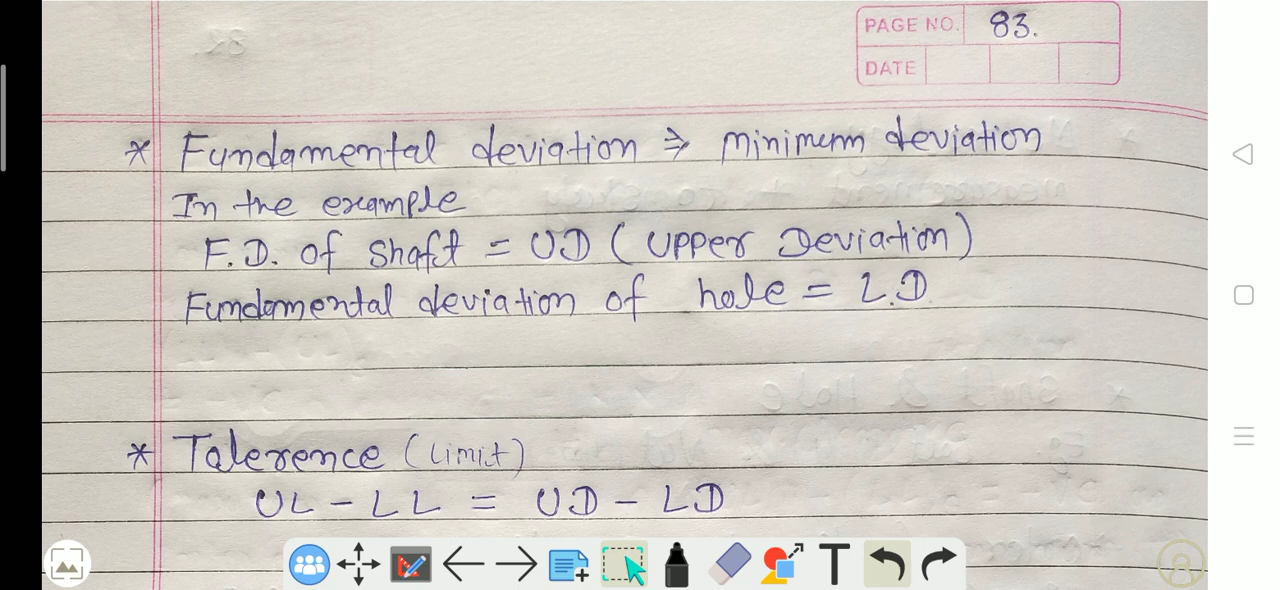 PAGE NO. 83.
DATE
* Fundamental deviation ⇒ minimum deviation
In the example
F.D. of Shaft = UD (Upper Deviation)
Fundamental deviation of hole = L.D
* Tolerence (Limit)
UL - LL = UD - LD
T